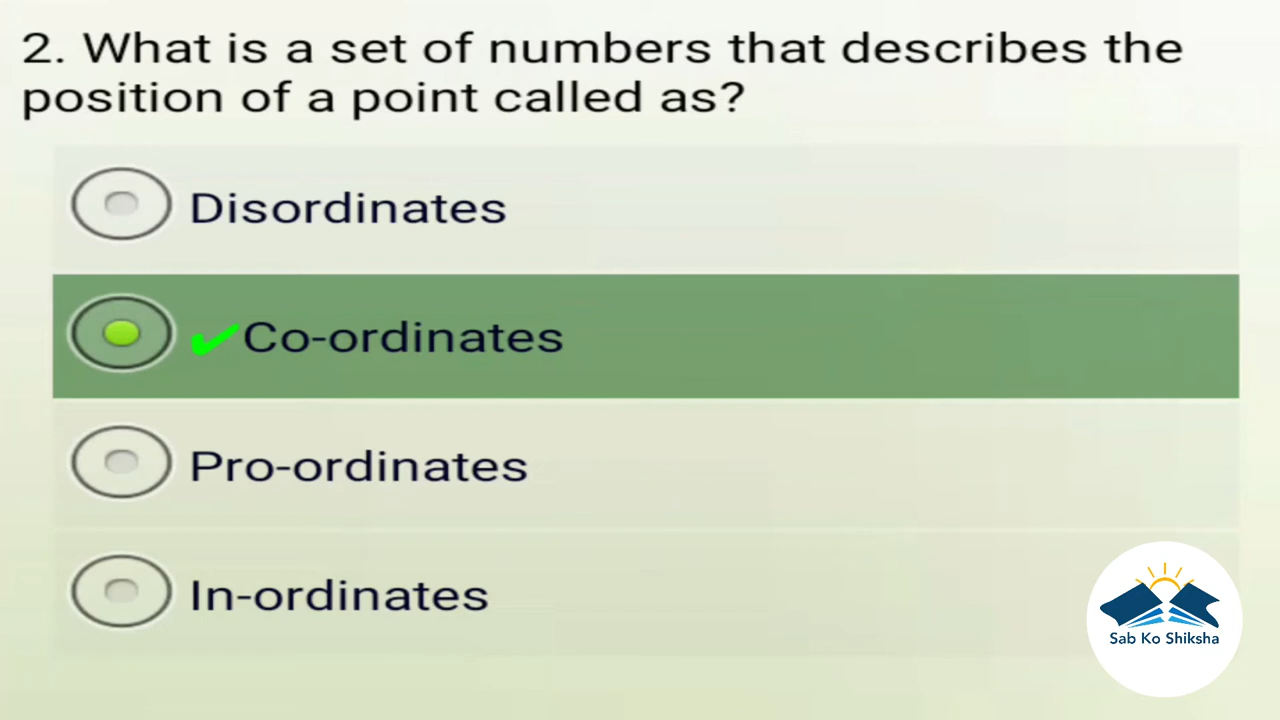 2. What is a set of numbers that describes the
position of a point called as?
Disordinates
✔Co-ordinates
Pro-ordinates
In-ordinates
Sab Ko Shiksha